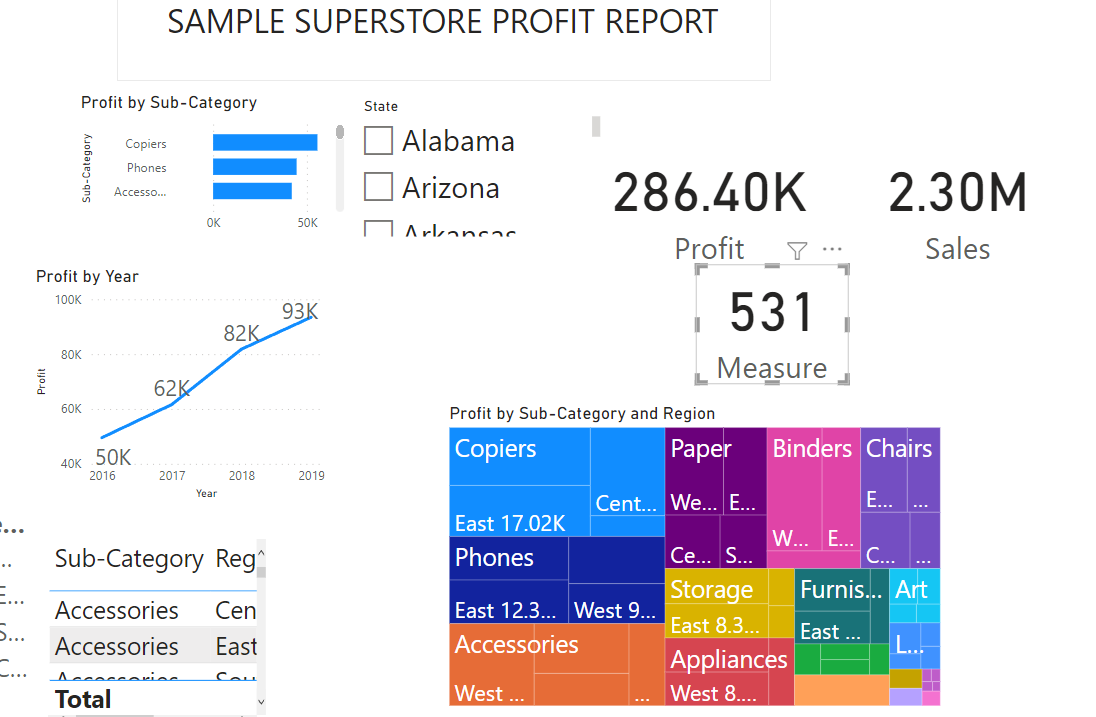 SAMPLE SUPERSTORE PROFIT REPORT
Profit by Sub-Category
Sub-Category
Copiers
Phones
Accesso...
0K 50K
State
Alabama
Arizona
Arkansas
286.40K
Profit
2.30M
Sales
531
Measure
Profit by Year
Profit
100K
80K
60K
40K
50K
62K
82K
93K
2016 2017 2018 2019
Year
Profit by Sub-Category and Region
Copiers
East 17.02K
Cent...
Phones
East 12.3...
West 9...
Accessories
West ...
...
Paper
We...
E...
Ce...
S...
Binders
W...
E...
Chairs
E...
...
C...
...
Storage
East 8.3...
Appliances
West 8....
Furnis...
East ...
Art
L...
e...
..
E...
S...
C...
Sub-Category Reg
Accessories Cen
Accessories East
Accessories Sou
Total